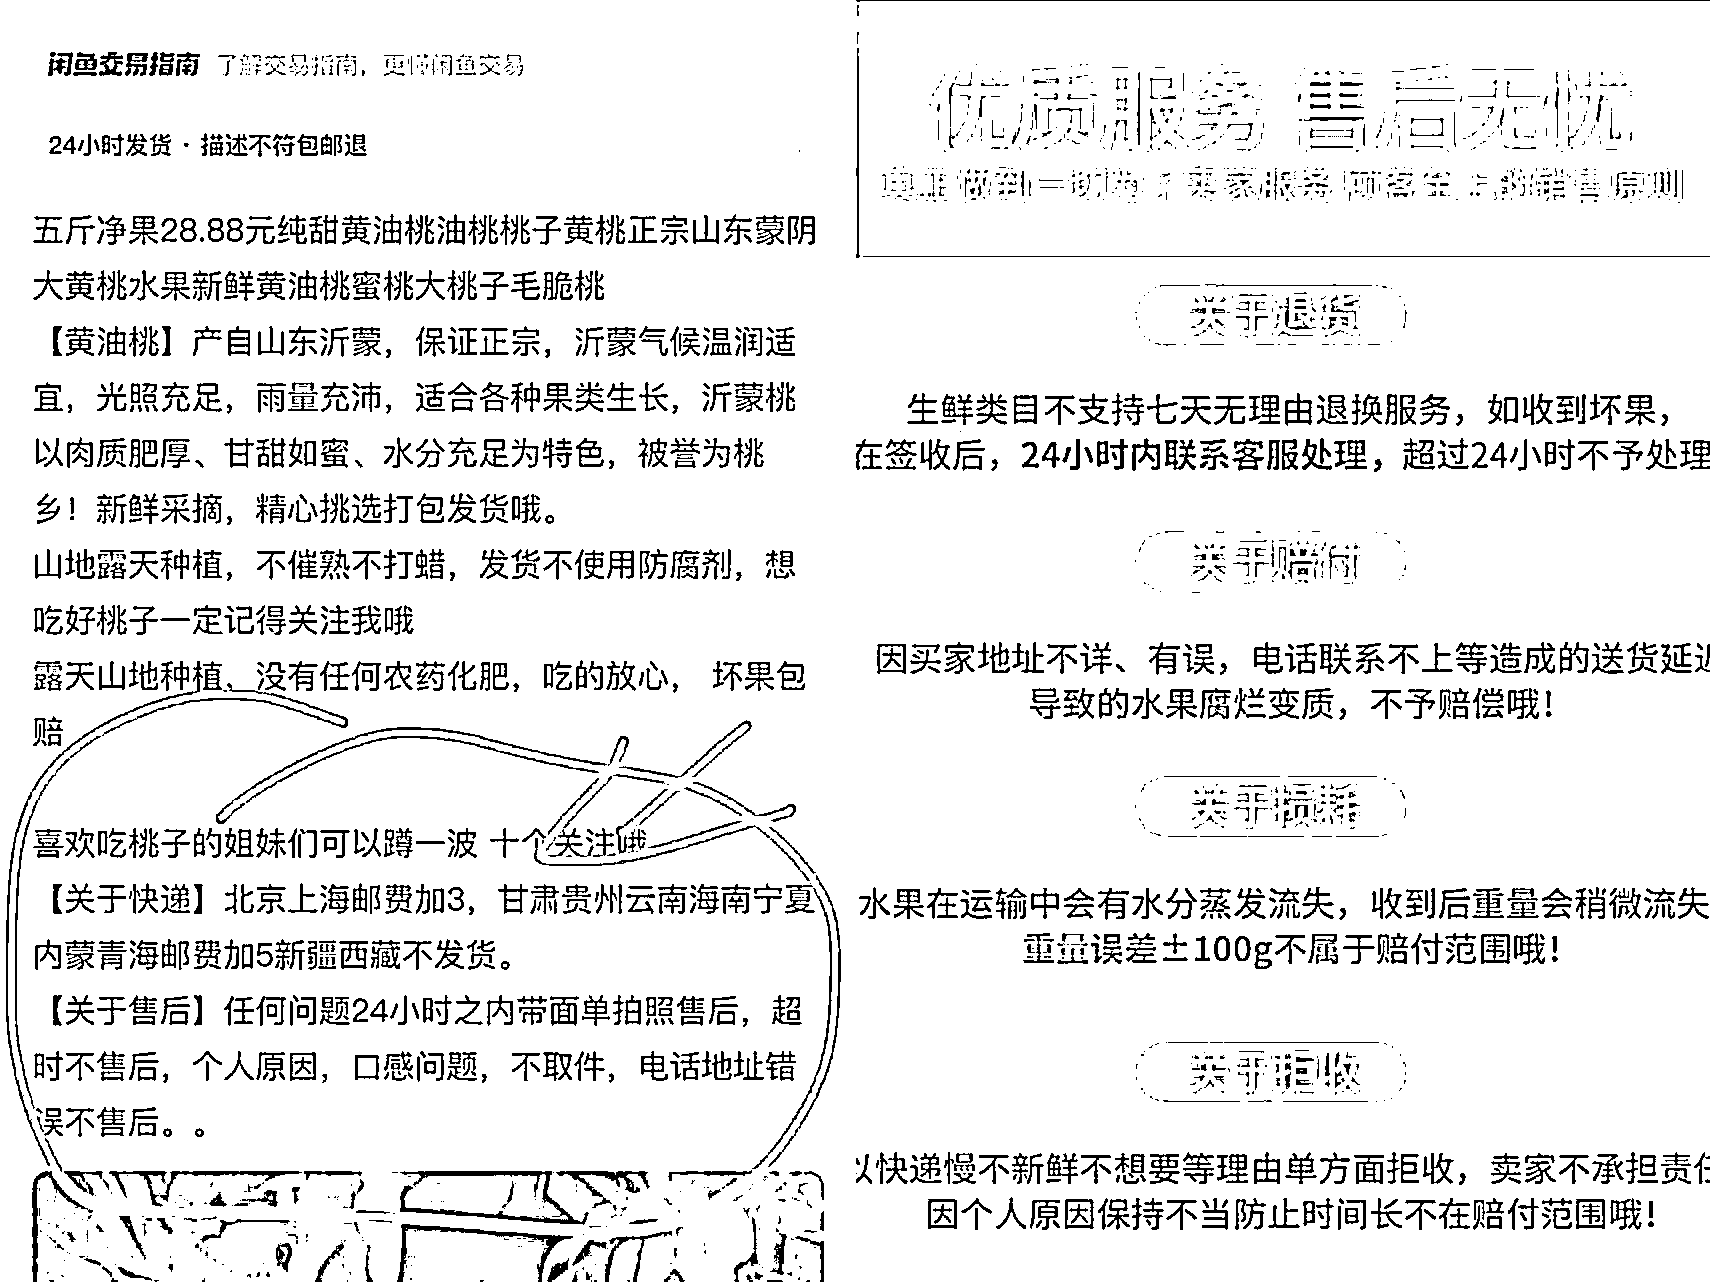 闲鱼交易指南 了解交易指南，更懂闲鱼交易
24小时发货·描述不符包邮退
五斤净果28.88元纯甜黄油桃油桃桃子黄桃正宗山东蒙阴
大黄桃水果新鲜黄油桃蜜桃大桃子毛脆桃
【黄油桃】产自山东沂蒙，保证正宗，沂蒙气候温润适
宜，光照充足，雨量充沛，适合各种果类生长，沂蒙桃
以肉质肥厚、甘甜如蜜、水分充足为特色，被誉为桃
乡！新鲜采摘，精心挑选打包发货哦。
山地露天种植，不催熟不打蜡，发货不使用防腐剂，想
吃好桃子一定记得关注我哦
露天山地种植、没有任何农药化肥，吃的放心， 坏果包
赔
喜欢吃桃子的姐妹们可以蹲一波 十个关注哦
【关于快递】北京上海邮费加3，甘肃贵州云南海南宁夏
内蒙青海邮费加5新疆西藏不发货。
【关于售后】任何问题24小时之内带面单拍照售后，超
时不售后，个人原因，口感问题，不取件，电话地址错
误不售后。。
优质服务 售后无忧
真正做到一切为了买家服务 顾客至上的销售原则
关于退货
生鲜类目不支持七天无理由退换服务，如收到坏果，
在签收后，24小时内联系客服处理，超过24小时不予处理
关于赔付
因买家地址不详、有误，电话联系不上等造成的送货延迟
导致的水果腐烂变质，不予赔偿哦！
关于损耗
水果在运输中会有水分蒸发流失，收到后重量会稍微流失
重量误差±100g不属于赔付范围哦！
关于拒收
以快递慢不新鲜不想要等理由单方面拒收，卖家不承担责任
因个人原因保持不当防止时间长不在赔付范围哦！